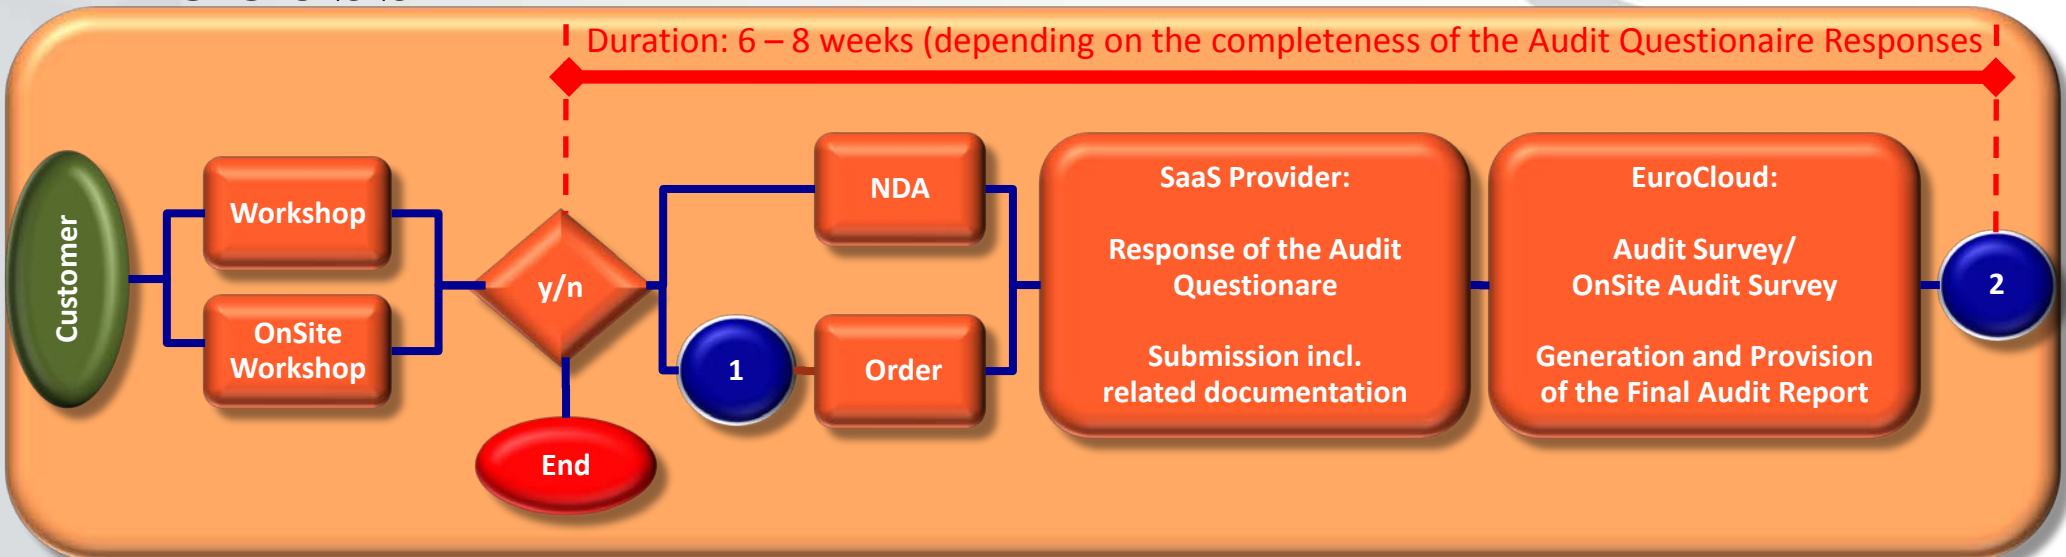 Duration: 6 – 8 weeks (depending on the completeness of the Audit Questionaire Responses
Customer
Workshop
OnSite
Workshop
y/n
End
NDA
1
Order
SaaS Provider:
Response of the Audit
Questionare
Submission incl.
related documentation
EuroCloud:
Audit Survey/
OnSite Audit Survey
Generation and Provision
of the Final Audit Report
2